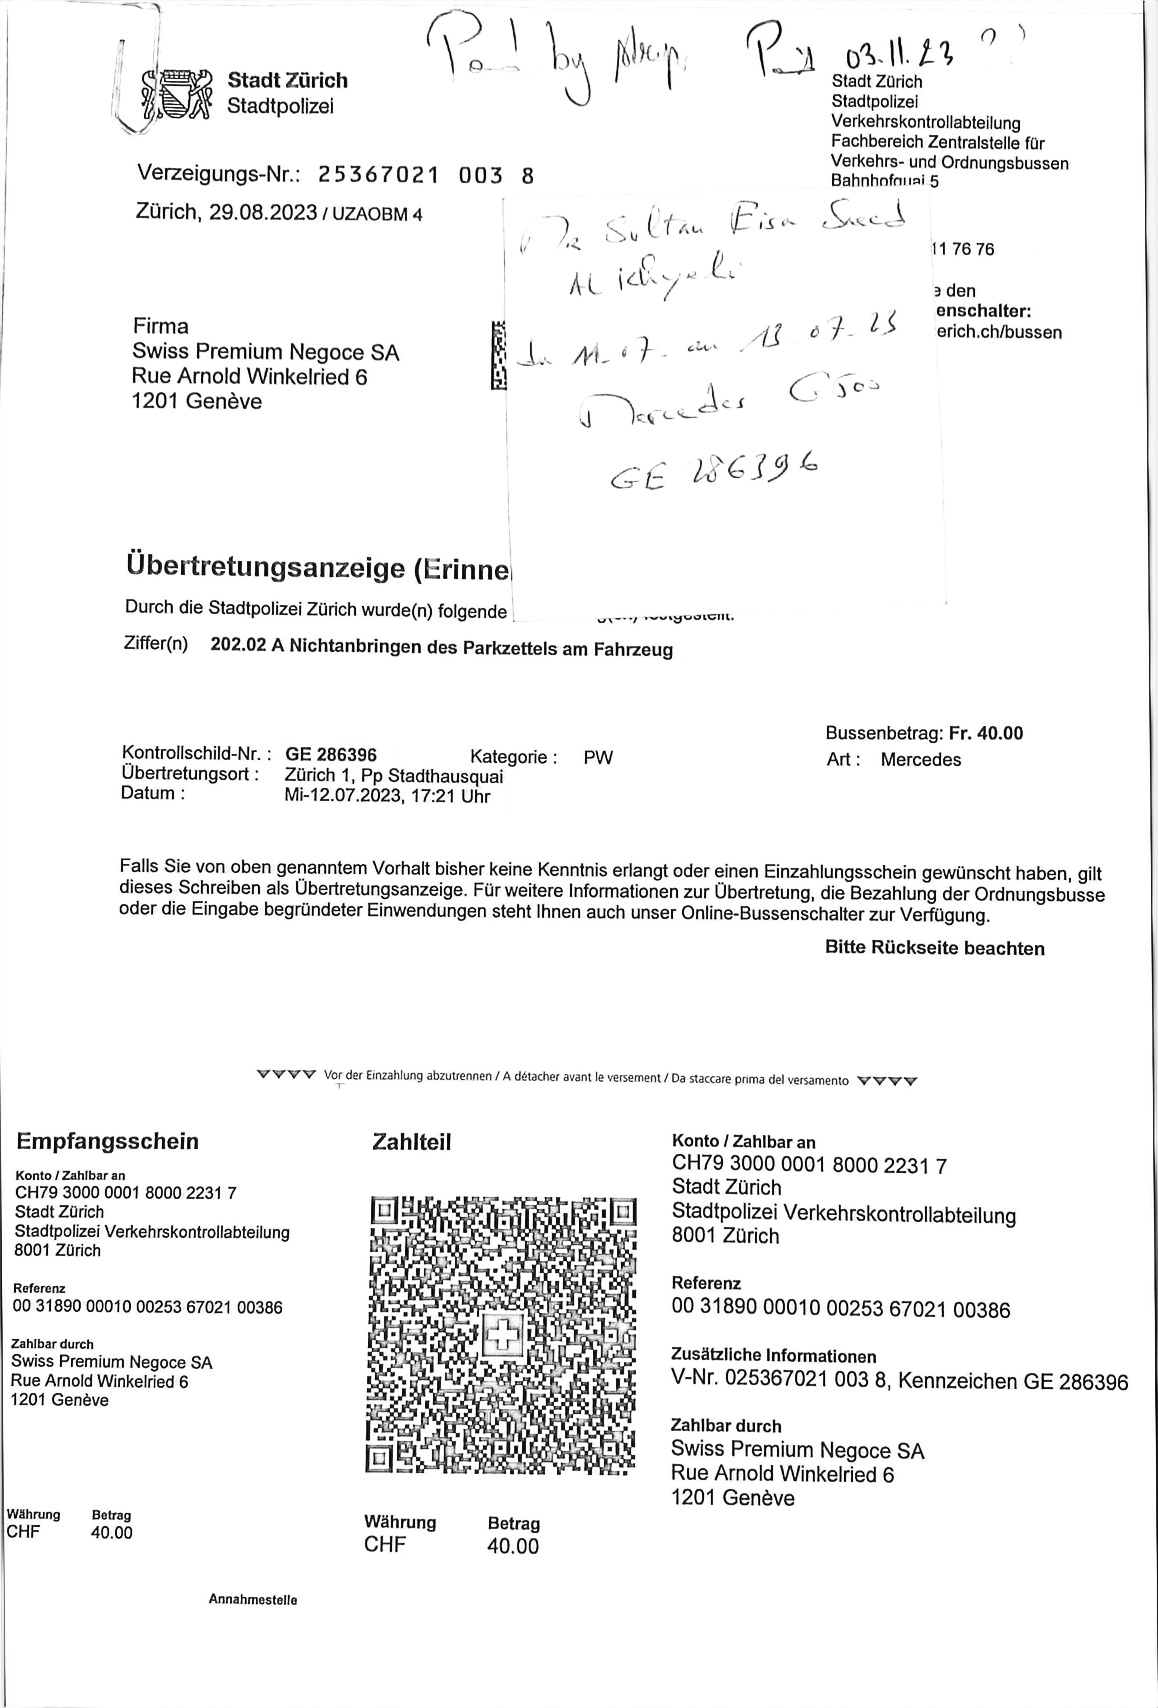 Paid by 03.11.23
Stadt Zürich
Stadtpolizei
Stadt Zürich
Stadtpolizei
Verkehrskontrollabteilung
Fachbereich Zentralstelle für
Verkehrs- und Ordnungsbussen
Bahnhofquai 5
Verzeigungs-Nr.: 25367021 003 8
Zürich, 29.08.2023 / UZAOBM 4
11 76 76
e den
enschalter:
erich.ch/bussen
Mr Sultan Eisa Saeed
Al
Du 11.07. au 13.07.23
Mercedes G500
GE 286396
Firma
Swiss Premium Negoce SA
Rue Arnold Winkelried 6
1201 Genève
Übertretungsanzeige (Erinne
Durch die Stadtpolizei Zürich wurde(n) folgende
Ziffer(n) 202.02 A Nichtanbringen des Parkzettels am Fahrzeug
Bussenbetrag: Fr. 40.00
Kontrollschild-Nr. : GE 286396 Kategorie : PW Art : Mercedes
Übertretungsort : Zürich 1, Pp Stadthausquai
Datum : Mi-12.07.2023, 17:21 Uhr
Falls Sie von oben genanntem Vorhalt bisher keine Kenntnis erlangt oder einen Einzahlungsschein gewünscht haben, gilt
dieses Schreiben als Übertretungsanzeige. Für weitere Informationen zur Übertretung, die Bezahlung der Ordnungsbusse
oder die Eingabe begründeter Einwendungen steht Ihnen auch unser Online-Bussenschalter zur Verfügung.
Bitte Rückseite beachten
Vor der Einzahlung abzutrennen / A détacher avant le versement / Da staccare prima del versamento
Empfangsschein
Konto / Zahlbar an
CH79 3000 0001 8000 2231 7
Stadt Zürich
Stadtpolizei Verkehrskontrollabteilung
8001 Zürich
Referenz
00 31890 00010 00253 67021 00386
Zahlbar durch
Swiss Premium Negoce SA
Rue Arnold Winkelried 6
1201 Genève
Währung Betrag
CHF 40.00
Annahmestelle
Zahlteil
Währung Betrag
CHF 40.00
Konto / Zahlbar an
CH79 3000 0001 8000 2231 7
Stadt Zürich
Stadtpolizei Verkehrskontrollabteilung
8001 Zürich
Referenz
00 31890 00010 00253 67021 00386
Zusätzliche Informationen
V-Nr. 025367021 003 8, Kennzeichen GE 286396
Zahlbar durch
Swiss Premium Negoce SA
Rue Arnold Winkelried 6
1201 Genève